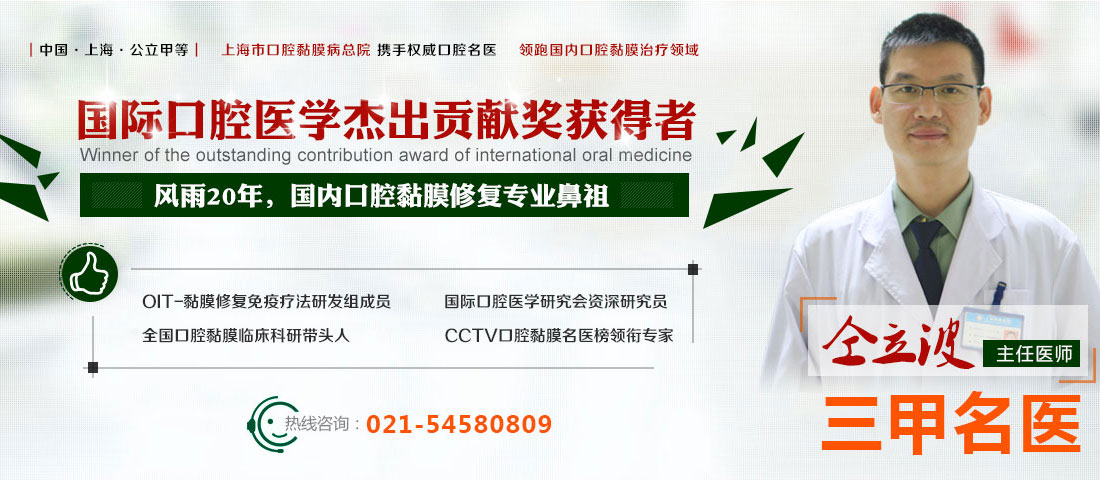 | 中国·上海·公立甲等 | 上海市口腔黏膜病总院 携手权威口腔名医 领跑国内口腔黏膜治疗领域
国际口腔医学杰出贡献奖获得者
Winner of the outstanding contribution award of international oral medicine
风雨20年，国内口腔黏膜修复专业鼻祖
OIT-黏膜修复免疫疗法研发组成员 国际口腔医学研究会资深研究员
全国口腔黏膜临床科研带头人 CCTV口腔黏膜名医榜领衔专家
仝立波 主任医师
三甲名医
热线咨询：021-54580809